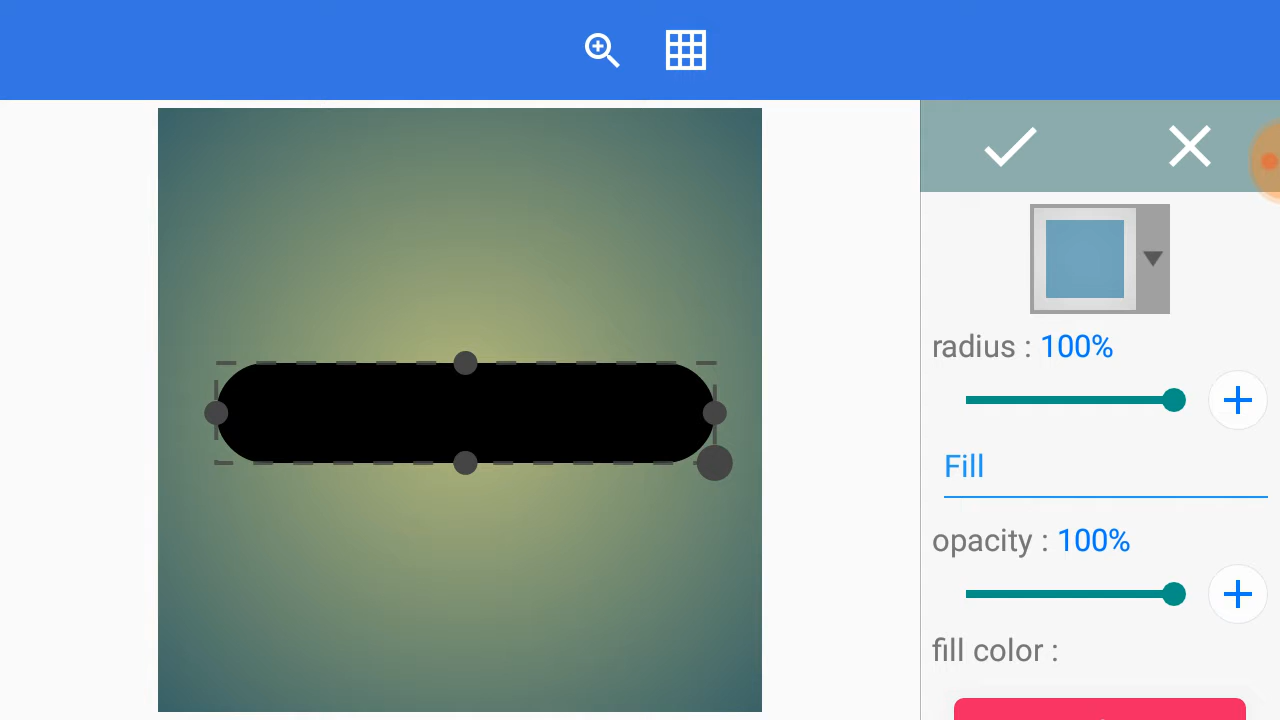 radius : 100%
Fill
opacity : 100%
fill color :